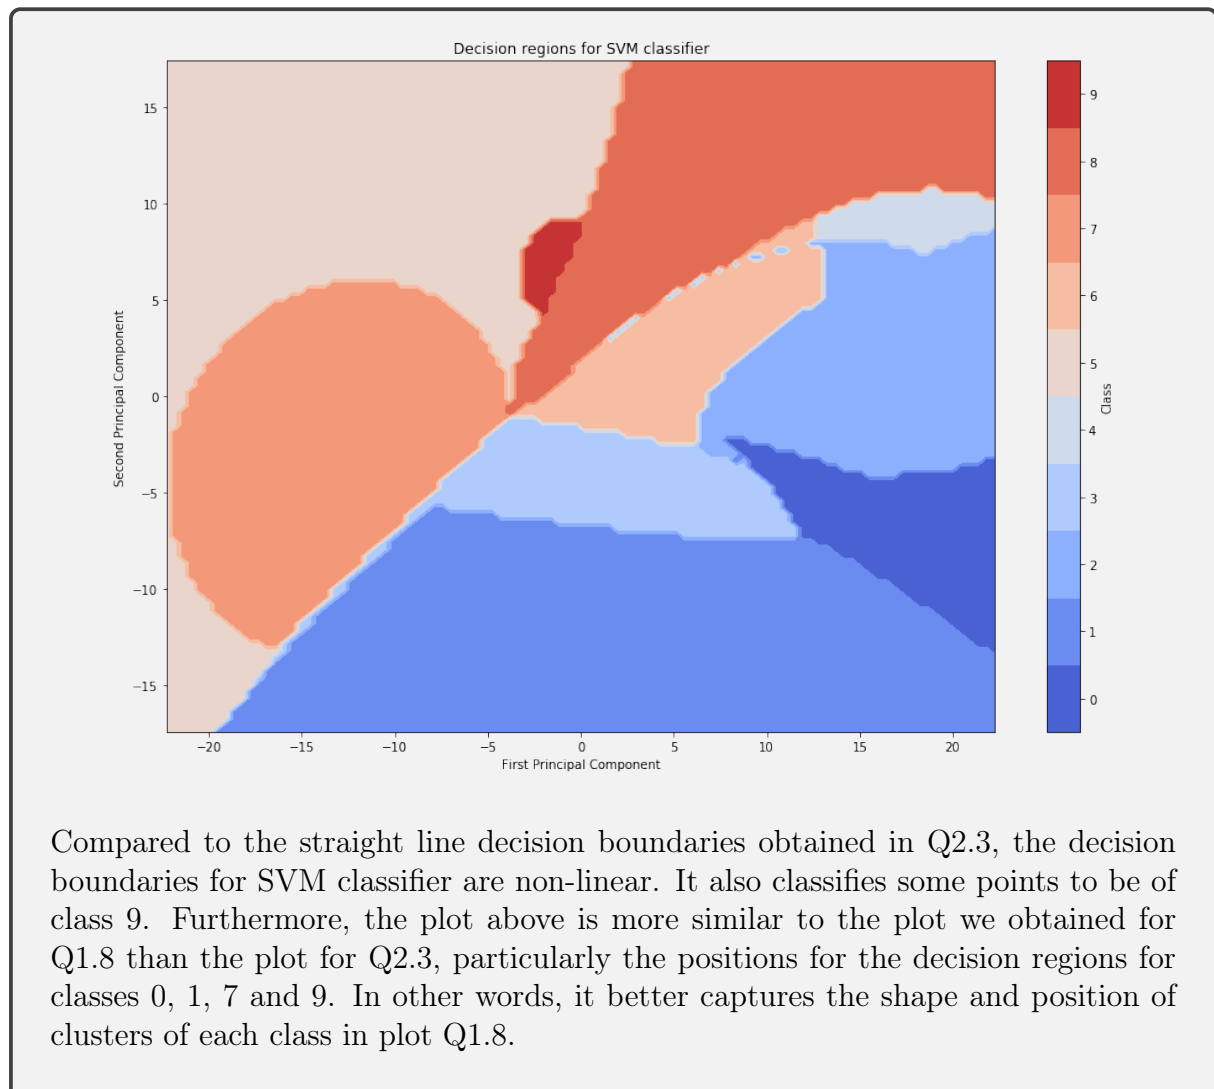 Decision regions for SVM classifier
15
10
5
0
−5
−10
−15
Second Principal Component
−20
−15
−10
−5
0
5
10
15
20
First Principal Component
9
8
7
6
5
4
3
2
1
0
Class
Compared to the straight line decision boundaries obtained in Q2.3, the decision
boundaries for SVM classifier are non-linear. It also classifies some points to be of
class 9. Furthermore, the plot above is more similar to the plot we obtained for
Q1.8 than the plot for Q2.3, particularly the positions for the decision regions for
classes 0, 1, 7 and 9. In other words, it better captures the shape and position of
clusters of each class in plot Q1.8.